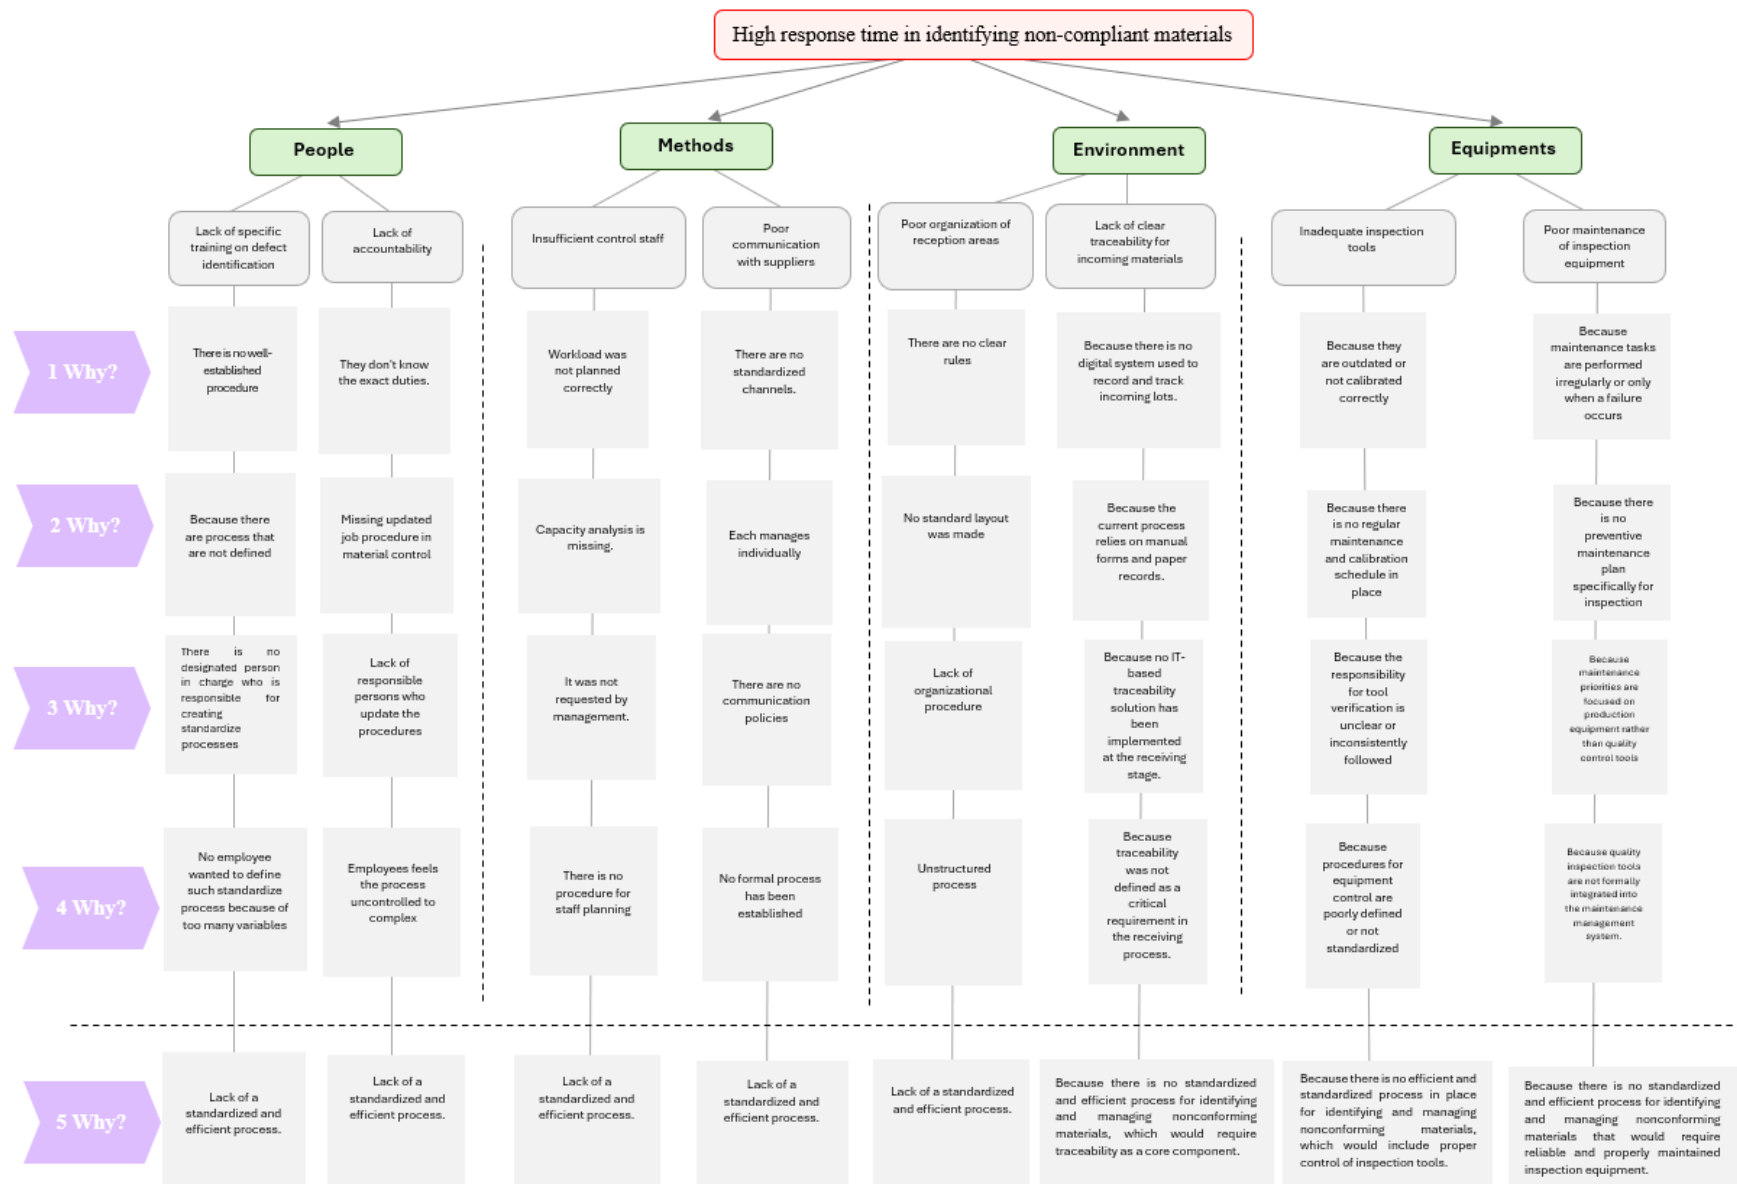 High response time in identifying non-compliant materials
People
Methods
Environment
Equipments
Lack of specific
training on defect
identification
Lack of
accountability
Insufficient control staff
Poor
communication
with suppliers
Poor organization of
reception areas
Lack of clear
traceability for
incoming materials
Inadequate inspection
tools
Poor maintenance
of inspection
equipment
1 Why?
There is no well-
established
procedure
They don't know
the exact duties.
Workload was
not planned
correctly
There are no
standardized
channels.
There are no clear
rules
Because there is no
digital system used to
record and track
incoming lots.
Because they
are outdated or
not calibrated
correctly
Because
maintenance tasks
are performed
irregularly or only
when a failure
occurs
2 Why?
Because there
are process that
are not defined
Missing updated
job procedure in
material control
Capacity analysis is
missing.
Each manages
individually
No standard layout
was made
Because the
current process
relies on manual
forms and paper
records.
Because there
is no regular
maintenance
and calibration
schedule in
place
Because there
is no
preventive
maintenance
plan
specifically for
inspection
3 Why?
There is no
designated person
in charge who is
responsible for
creating
standardize
processes
Lack of
responsible
persons who
update the
procedures
It was not
requested by
management.
There are no
communication
policies
Lack of
organizational
procedure
Because no IT-
based
traceability
solution has
been
implemented
at the receiving
stage.
Because the
responsibility
for tool
verification is
unclear or
inconsistently
followed
Because
maintenance
priorities are
focused on
production
equipment rather
than quality
control tools
4 Why?
No employee
wanted to define
such standardize
process because of
too many variables
Employees feels
the process
uncontrolled to
complex
There is no
procedure for
staff planning
No formal process
has been
established
Unstructured
process
Because
traceability
was not
defined as a
critical
requirement in
the receiving
process.
Because
procedures for
equipment
control are
poorly defined
or not
standardized
Because quality
inspection tools
are not formally
integrated into
the maintenance
management
system.
5 Why?
Lack of a
standardized and
efficient process.
Lack of a
standardized and
efficient process.
Lack of a
standardized and
efficient process.
Lack of a
standardized and
efficient process.
Lack of a standardized
and efficient process.
Because there is no standardized
and efficient process for identifying
and managing nonconforming
materials, which would require
traceability as a core component.
Because there is no efficient and
standardized process in place
for identifying and managing
nonconforming materials,
which would include proper
control of inspection tools.
Because there is no standardized
and efficient process for identifying
and managing nonconforming
materials that would require
reliable and properly maintained
inspection equipment.